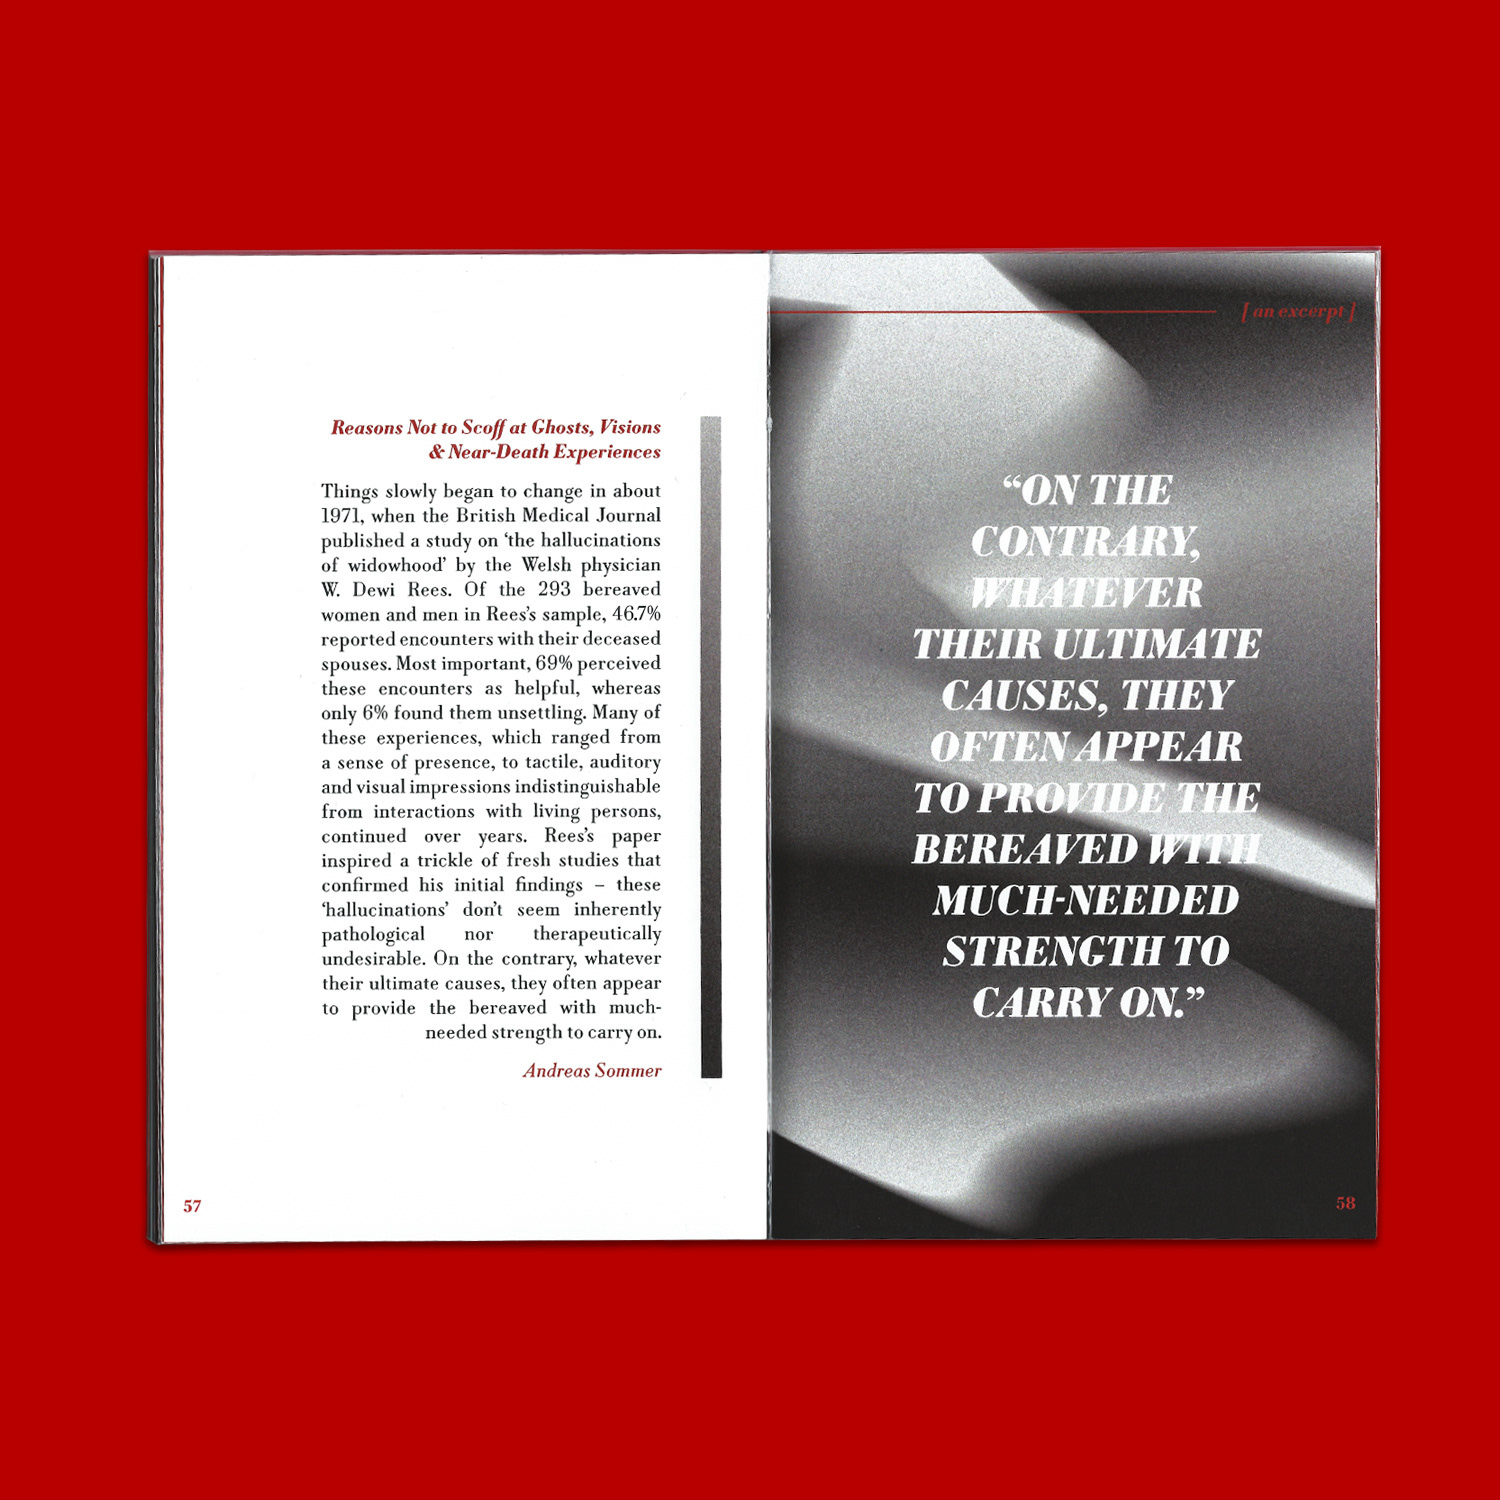 Reasons Not to Scoff at Ghosts, Visions
& Near-Death Experiences
Things slowly began to change in about
1971, when the British Medical Journal
published a study on ‘the hallucinations
of widowhood’ by the Welsh physician
W. Dewi Rees. Of the 293 bereaved
women and men in Rees’s sample, 46.7%
reported encounters with their deceased
spouses. Most important, 69% perceived
these encounters as helpful, whereas
only 6% found them unsettling. Many of
these experiences, which ranged from
a sense of presence, to tactile, auditory
and visual impressions indistinguishable
from interactions with living persons,
continued over years. Rees’s paper
inspired a trickle of fresh studies that
confirmed his initial findings – these
‘hallucinations’ don’t seem inherently
pathological nor therapeutically
undesirable. On the contrary, whatever
their ultimate causes, they often appear
to provide the bereaved with much-
needed strength to carry on.
Andreas Sommer
57
[ an excerpt ]
“ON THE
CONTRARY,
WHATEVER
THEIR ULTIMATE
CAUSES, THEY
OFTEN APPEAR
TO PROVIDE THE
BEREAVED WITH
MUCH-NEEDED
STRENGTH TO
CARRY ON.”
58